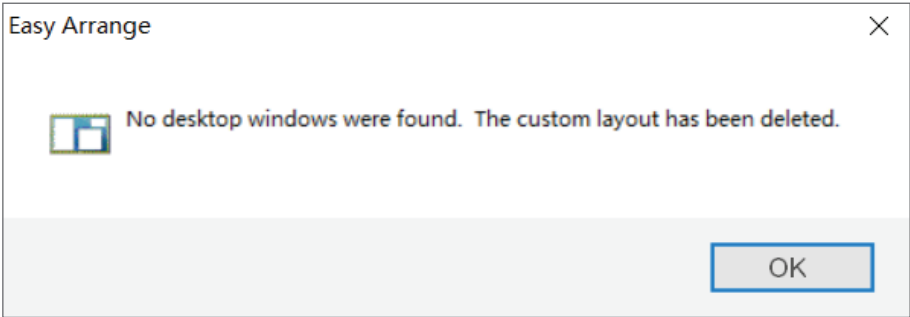 Easy Arrange
No desktop windows were found.  The custom layout has been deleted.
OK